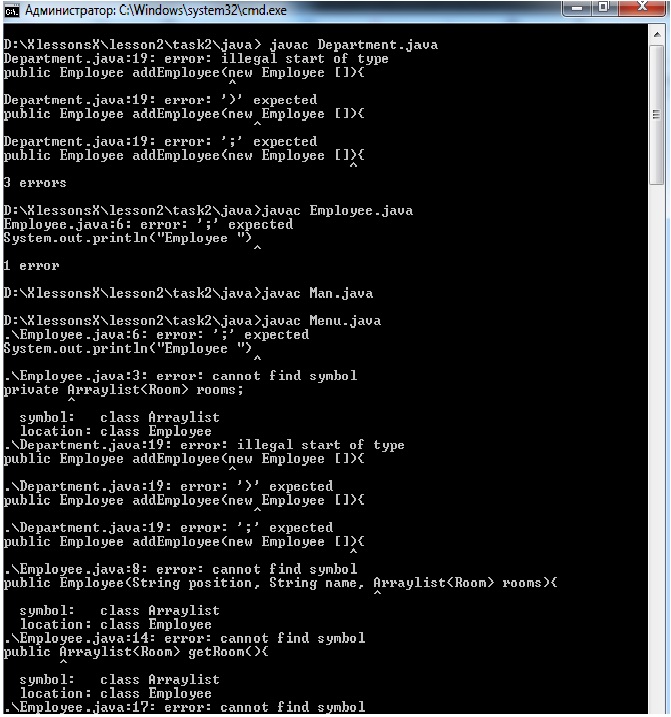 Администратор: C:\Windows\system32\cmd.exe
D:\XlessonsX\lesson2\task2\java> javac Department.java
Department.java:19: error: illegal start of type
public Employee addEmployee(new Employee []){
^
Department.java:19: error: ')' expected
public Employee addEmployee(new Employee []){
^
Department.java:19: error: ';' expected
public Employee addEmployee(new Employee []){
^
3 errors
D:\XlessonsX\lesson2\task2\java>javac Employee.java
Employee.java:6: error: ';' expected
System.out.println("Employee ")
^
1 error
D:\XlessonsX\lesson2\task2\java>javac Man.java
D:\XlessonsX\lesson2\task2\java>javac Menu.java
.\Employee.java:6: error: ';' expected
System.out.println("Employee ")
^
.\Employee.java:3: error: cannot find symbol
private Arraylist<Room> rooms;
^
symbol:   class Arraylist
location: class Employee
.\Department.java:19: error: illegal start of type
public Employee addEmployee(new Employee []){
^
.\Department.java:19: error: ')' expected
public Employee addEmployee(new Employee []){
^
.\Department.java:19: error: ';' expected
public Employee addEmployee(new Employee []){
^
.\Employee.java:8: error: cannot find symbol
public Employee(String position, String name, Arraylist<Room> rooms){
^
symbol:   class Arraylist
location: class Employee
.\Employee.java:14: error: cannot find symbol
public Arraylist<Room> getRoom(){
^
symbol:   class Arraylist
location: class Employee
.\Employee.java:17: error: cannot find symbol